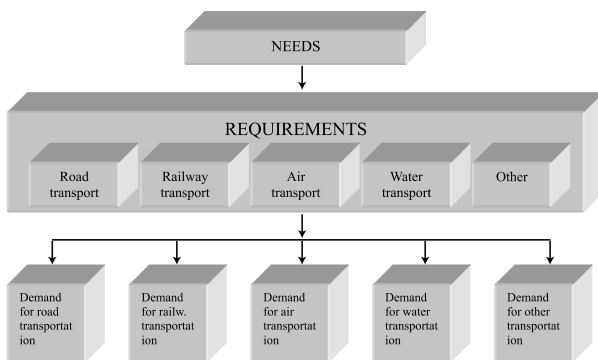 NEEDS
REQUIREMENTS
Road
transport
Railway
transport
Air
transport
Water
transport
Other
Demand
for road
transportat
ion
Demand
for railw.
transportat
ion
Demand
for air
transportat
ion
Demand
for water
transportat
ion
Demand
for other
transportat
ion